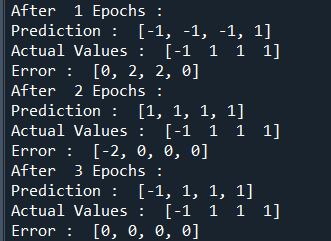 After  1 Epochs :
Prediction :  [-1, -1, -1, 1]
Actual Values :  [-1  1  1  1]
Error :  [0, 2, 2, 0]
After  2 Epochs :
Prediction :  [1, 1, 1, 1]
Actual Values :  [-1  1  1  1]
Error :  [-2, 0, 0, 0]
After  3 Epochs :
Prediction :  [-1, 1, 1, 1]
Actual Values :  [-1  1  1  1]
Error :  [0, 0, 0, 0]